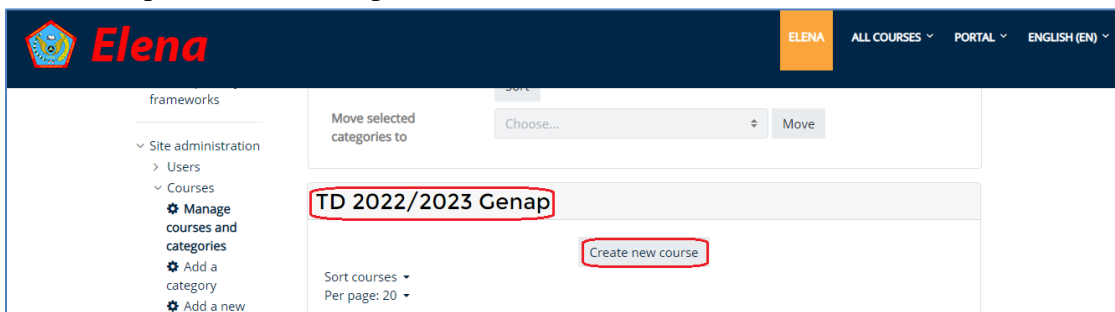 Elena
ELENA
ALL COURSES
PORTAL
ENGLISH (EN)
frameworks
Site administration
Users
Courses
Manage
courses and
categories
Add a
category
Add a new
Sort
Move selected
categories to
Choose...
Move
TD 2022/2023 Genap
Create new course
Sort courses
Per page: 20